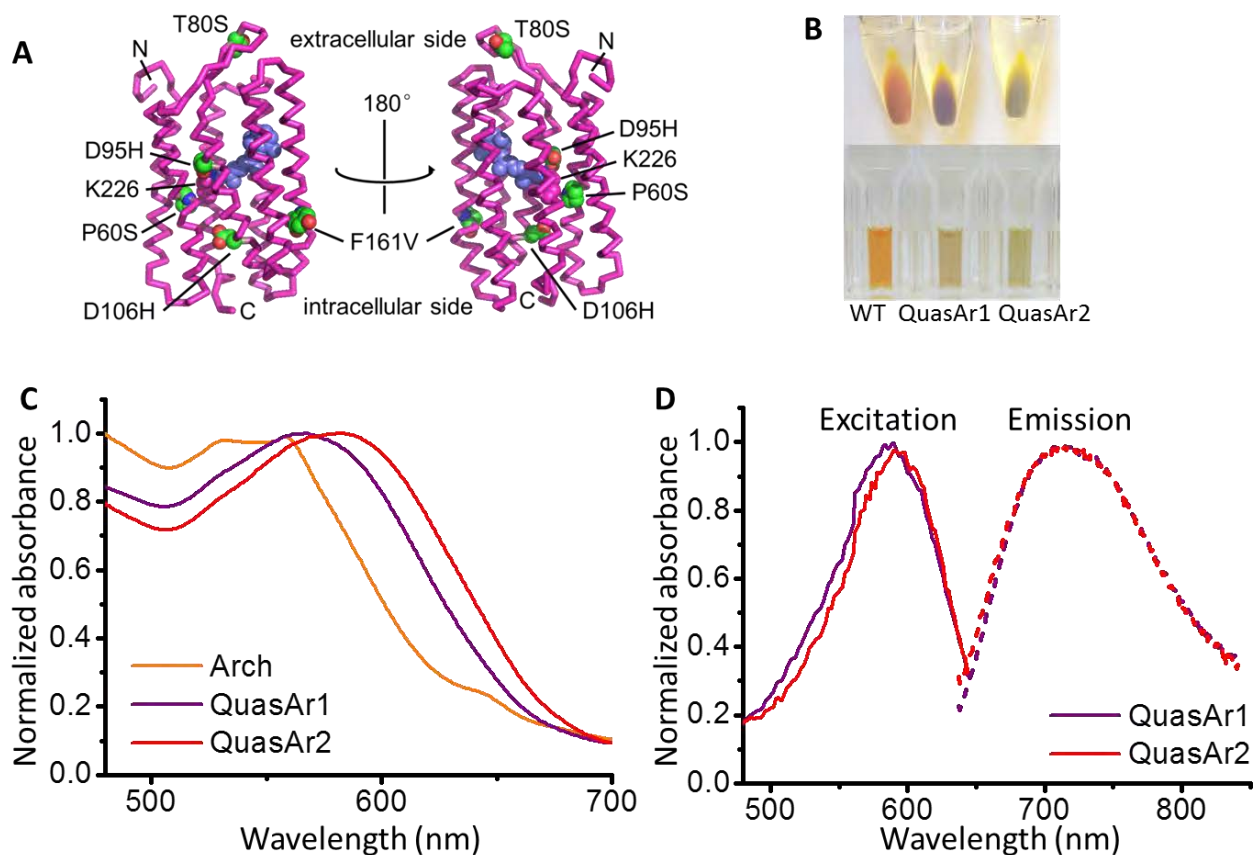 A
T80S
N
extracellular side
T80S
N
180°
D95H
K226
P60S
D95H
K226
P60S
F161V
D106H
C
intracellular side
C
D106H
B
WT QuasAr1 QuasAr2
C
Normalized absorbance
1.0
0.8
0.6
0.4
0.2
0.0
Arch
QuasAr1
QuasAr2
500 600 700
Wavelength (nm)
D
Excitation Emission
Normalized absorbance
1.0
0.8
0.6
0.4
0.2
0.0
QuasAr1
QuasAr2
500 600 700 800
Wavelength (nm)